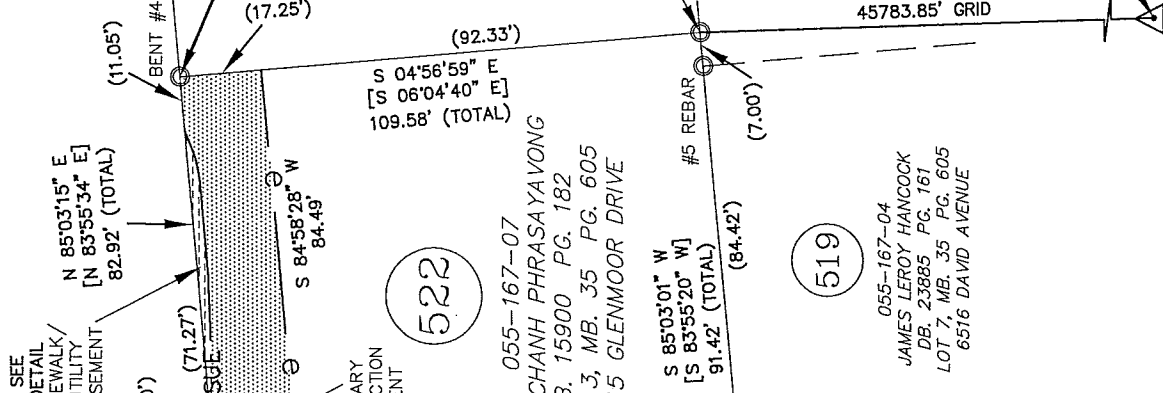 (17.25')
BENT #4
(11.05')
(92.33')
45783.85' GRID
S 04°56'59" E
[S 06°04'40" E]
109.58' (TOTAL)
#5 REBAR
(7.00')
N 85°03'15" E
[N 83°55'34" E]
82.92' (TOTAL)
S 84°58'28" W
84.49'
e
e
522
055-167-07
CHANH PHRASAYAVONG
B. 15900 PG. 182
3, MB. 35 PG. 605
5 GLENMOOR DRIVE
S 85°03'01" W
[S 83°55'20" W]
91.42' (TOTAL)
(84.42')
519
055-167-04
JAMES LEROY HANCOCK
DB. 23885 PG. 161
LOT 7, MB. 35 PG. 605
6516 DAVID AVENUE
SEE
DETAIL
EWALK/
TILITY
SEMENT
(71.27')
SUE
ARY
CTION
NT